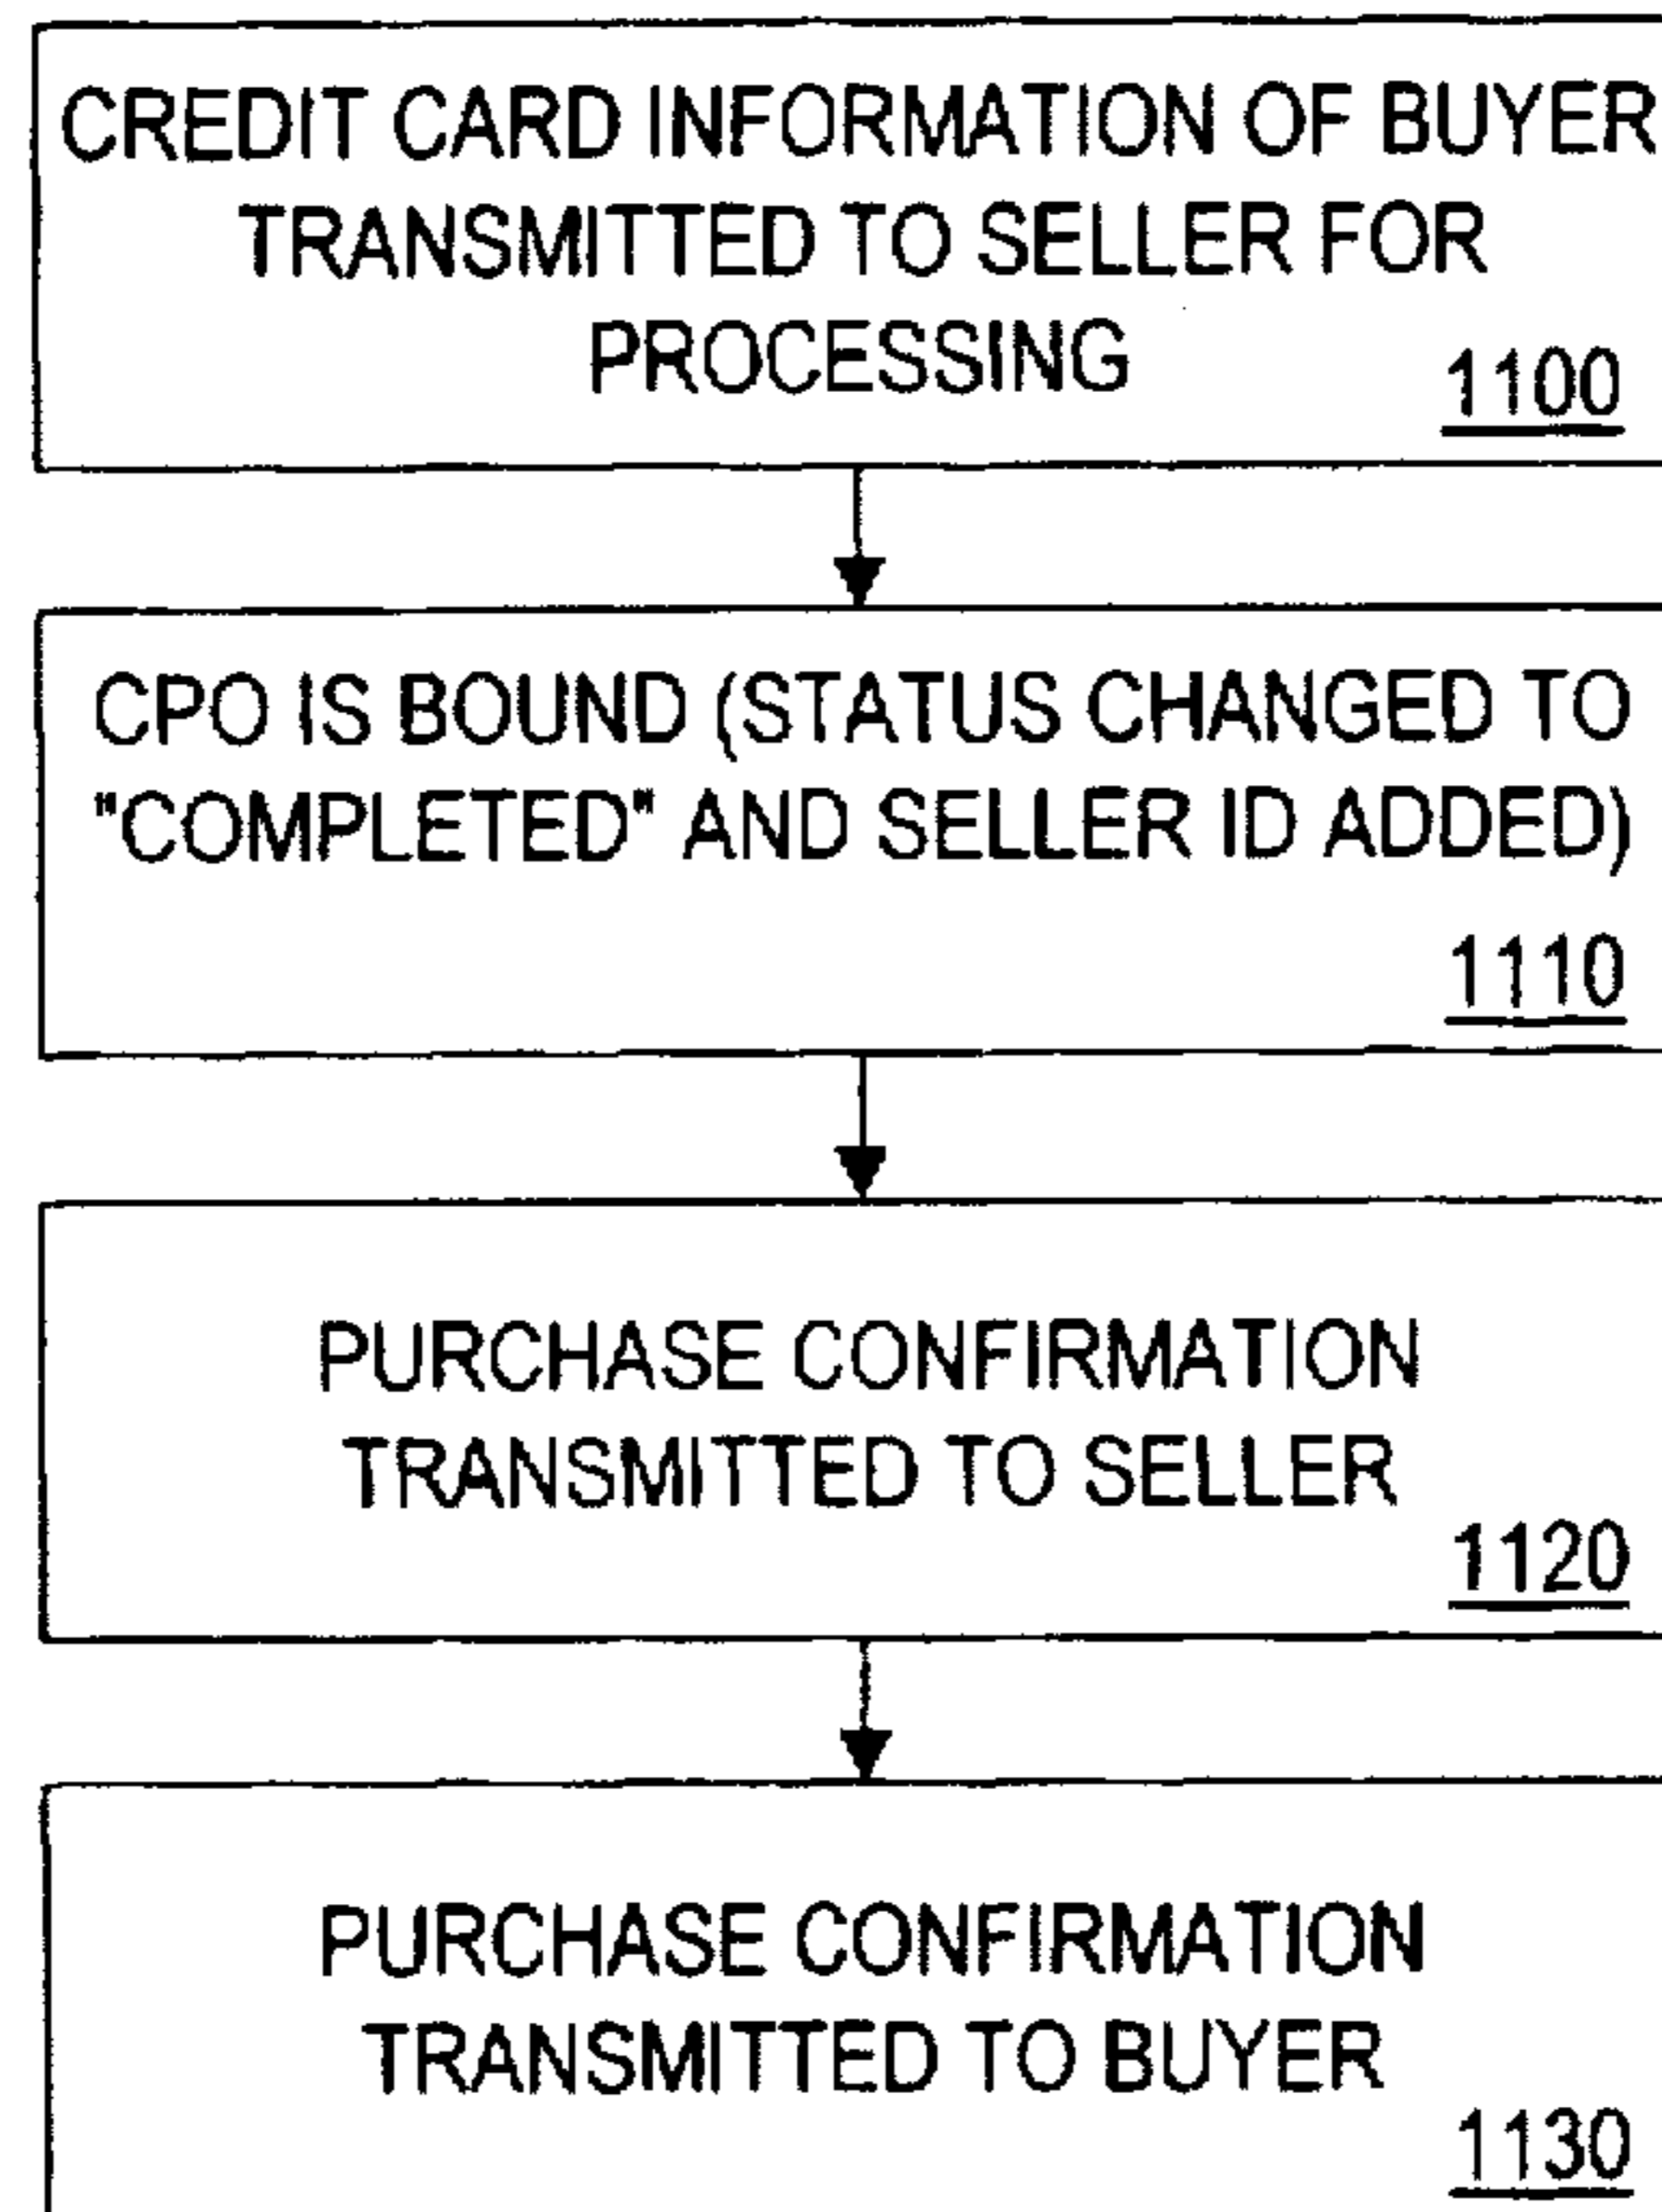 CREDIT CARD INFORMATION OF BUYER
TRANSMITTED TO SELLER FOR
PROCESSING
1100
CPO IS BOUND (STATUS CHANGED TO
"COMPLETED" AND SELLER ID ADDED)
1110
PURCHASE CONFIRMATION
TRANSMITTED TO SELLER
1120
PURCHASE CONFIRMATION
TRANSMITTED TO BUYER
1130